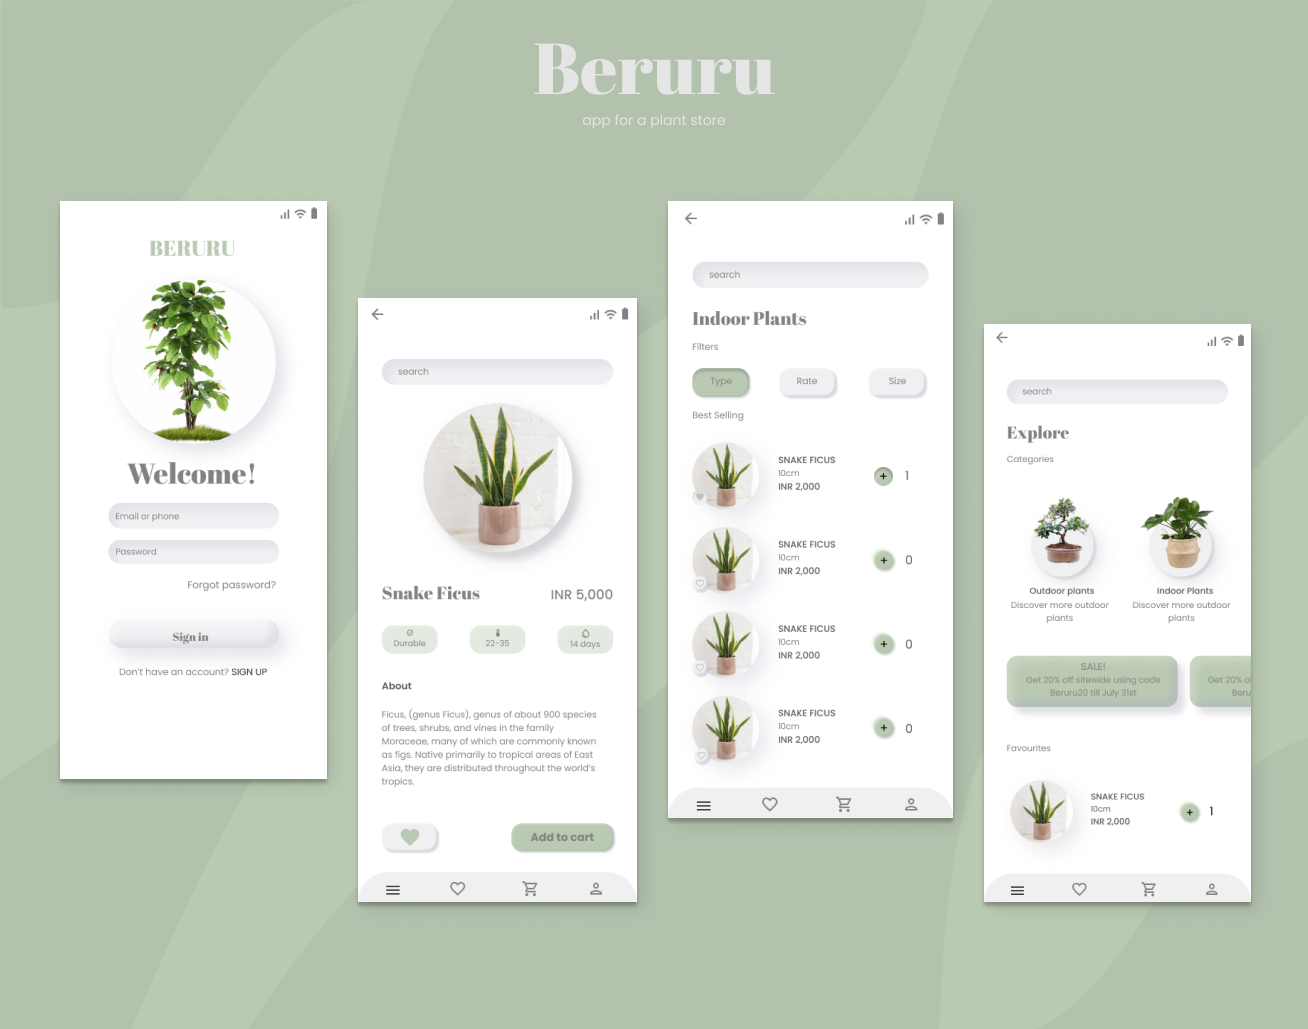 Beruru
app for a plant store
BERURU
Welcome!
Email or phone
Password
Forgot password?
Sign in
Don't have an account? SIGN UP
search
Snake Ficus
INR 5,000
Durable
22-35
14 days
About
Ficus, (genus Ficus), genus of about 900 species
of trees, shrubs, and vines in the family
Moraceae, many of which are commonly known
as figs. Native primarily to tropical areas of East
Asia, they are distributed throughout the world's
tropics.
Add to cart
search
Indoor Plants
Filters
Type
Rate
Size
Best Selling
SNAKE FICUS
10cm
INR 2,000
+ 1
SNAKE FICUS
10cm
INR 2,000
+ 0
SNAKE FICUS
10cm
INR 2,000
+ 0
SNAKE FICUS
10cm
INR 2,000
+ 0
search
Explore
Categories
Outdoor plants
Discover more outdoor
plants
Indoor Plants
Discover more outdoor
plants
SALE!
Get 20% off sitewide using code
Beruru20 till July 31st
Get 20% of
Beru
Favourites
SNAKE FICUS
10cm
INR 2,000
+ 1